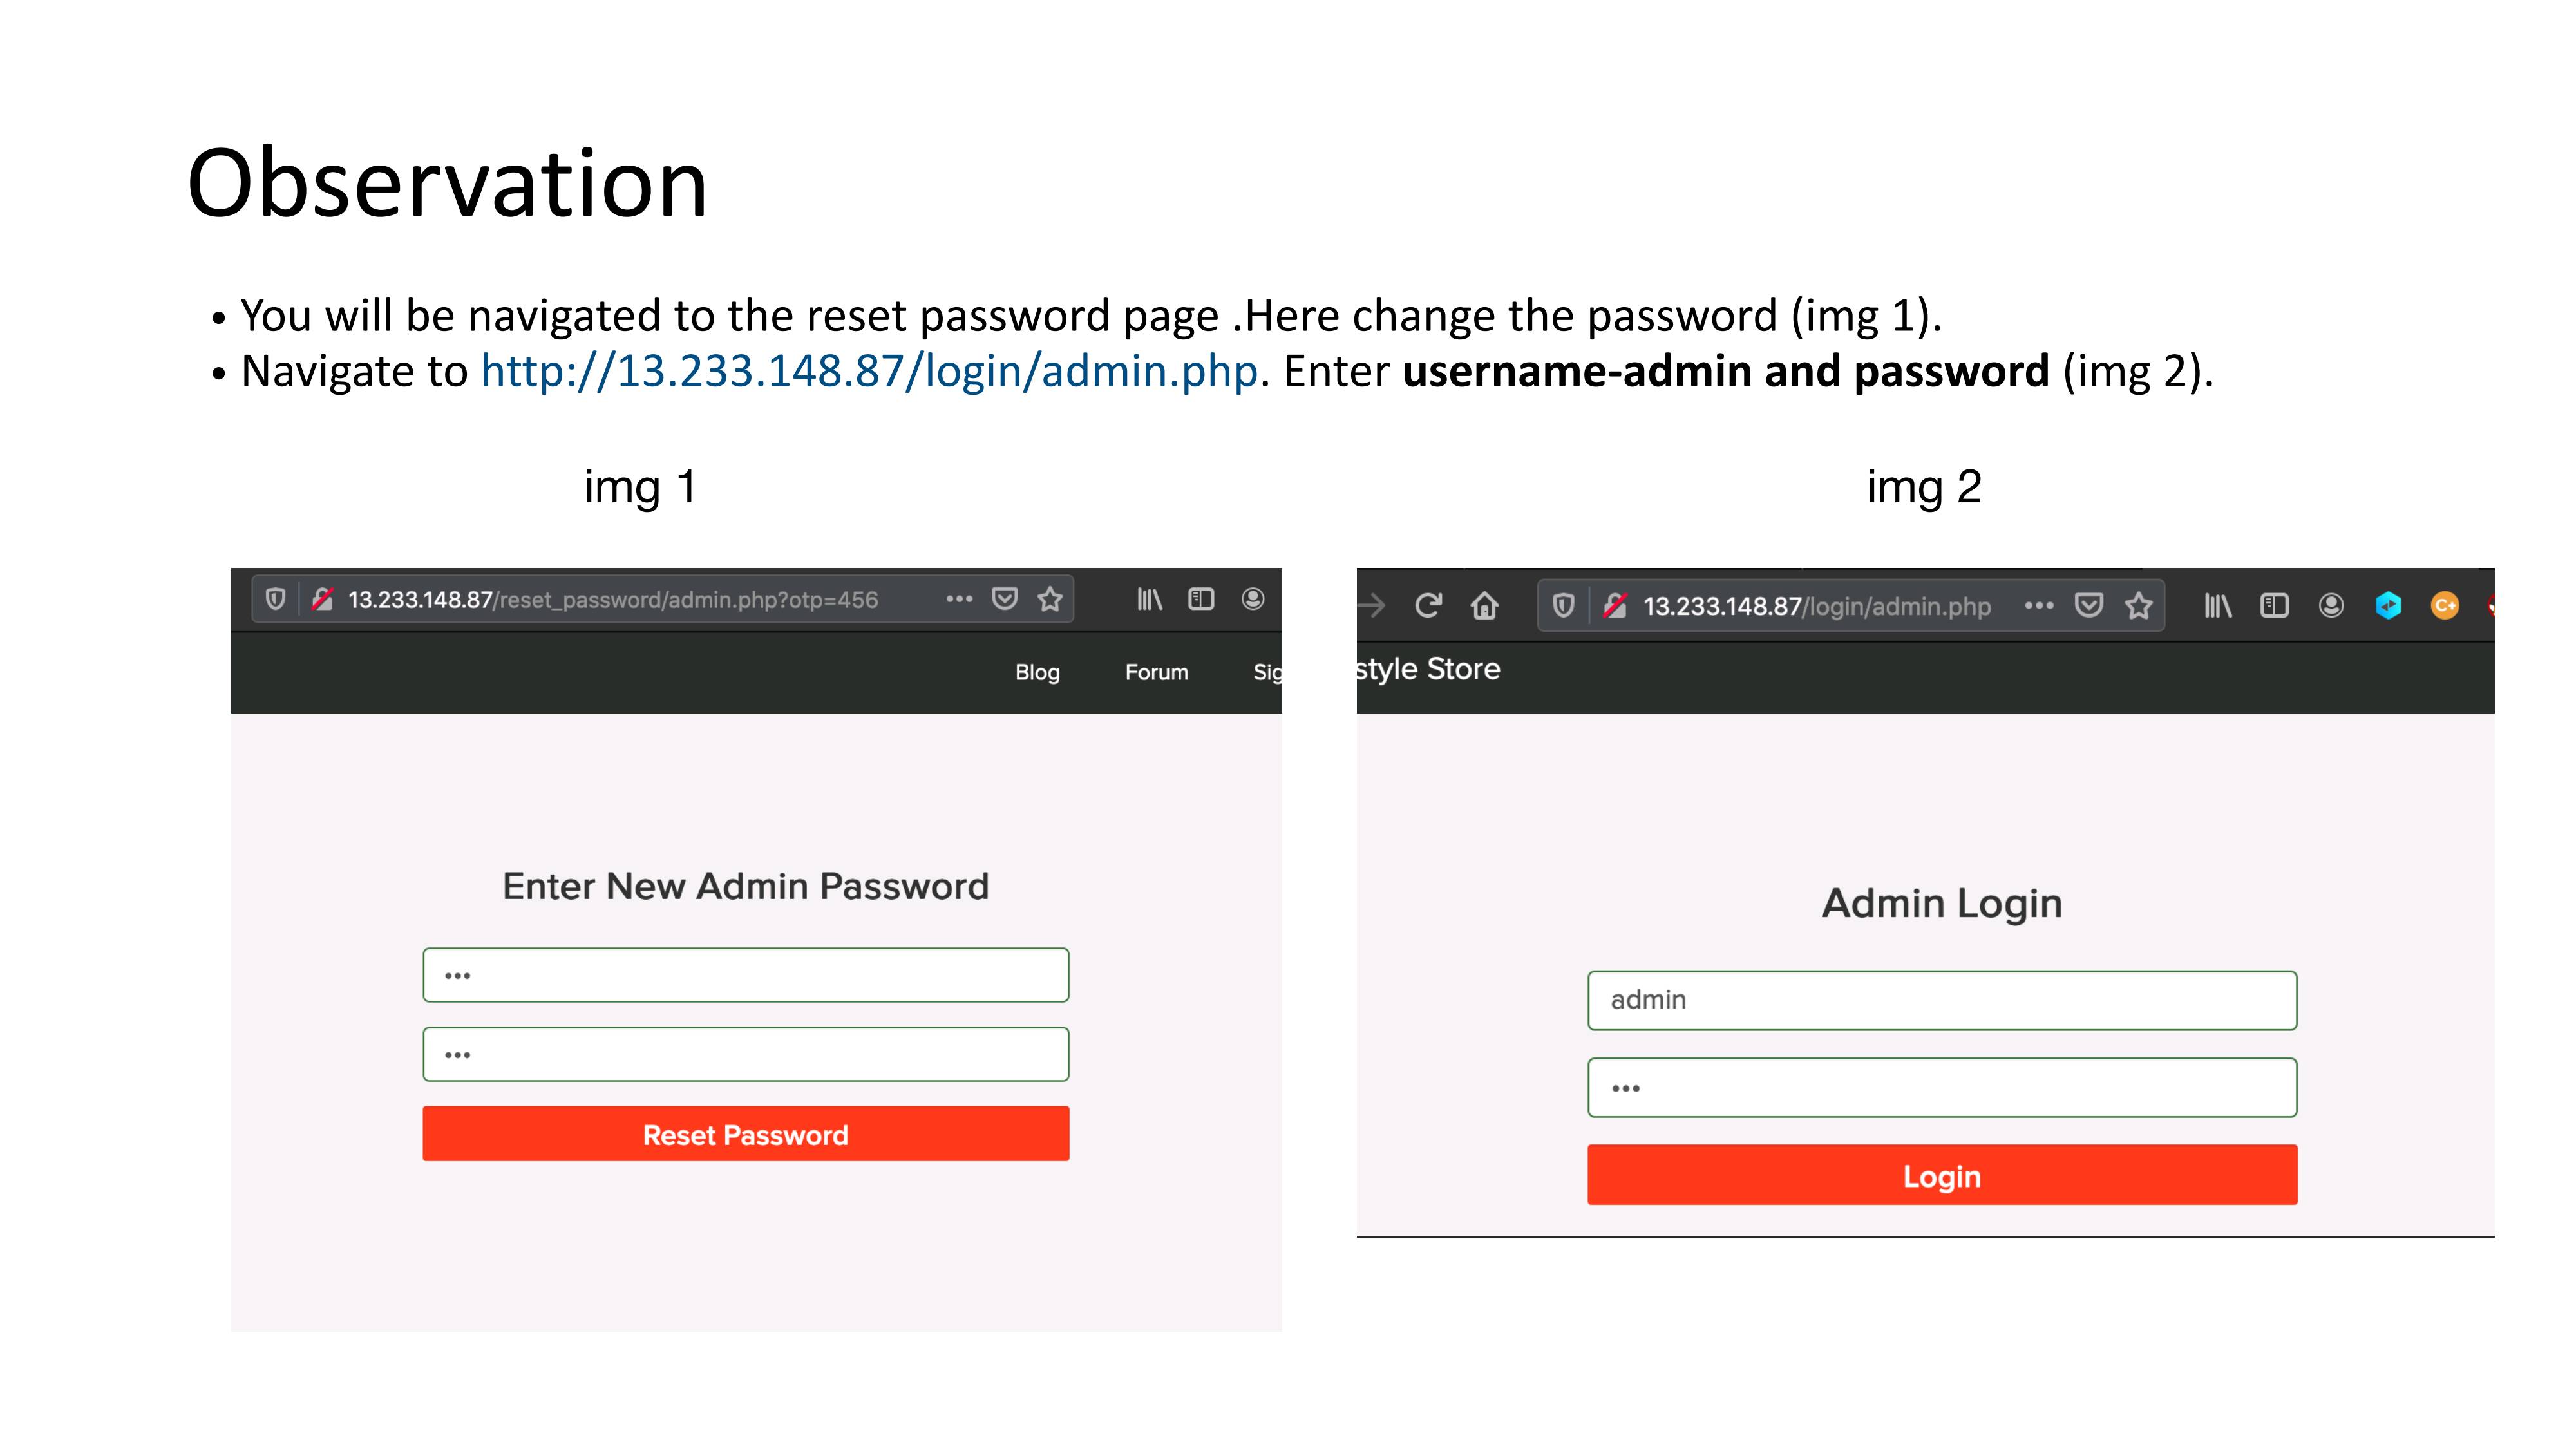 Observation
• You will be navigated to the reset password page .Here change the password (img 1).
• Navigate to http://13.233.148.87/login/admin.php. Enter username-admin and password (img 2).
img 1
img 2
13.233.148.87/reset_password/admin.php?otp=456
Blog Forum Sig
Enter New Admin Password
•••
•••
Reset Password
13.233.148.87/login/admin.php
C+
style Store
Admin Login
admin
•••
Login